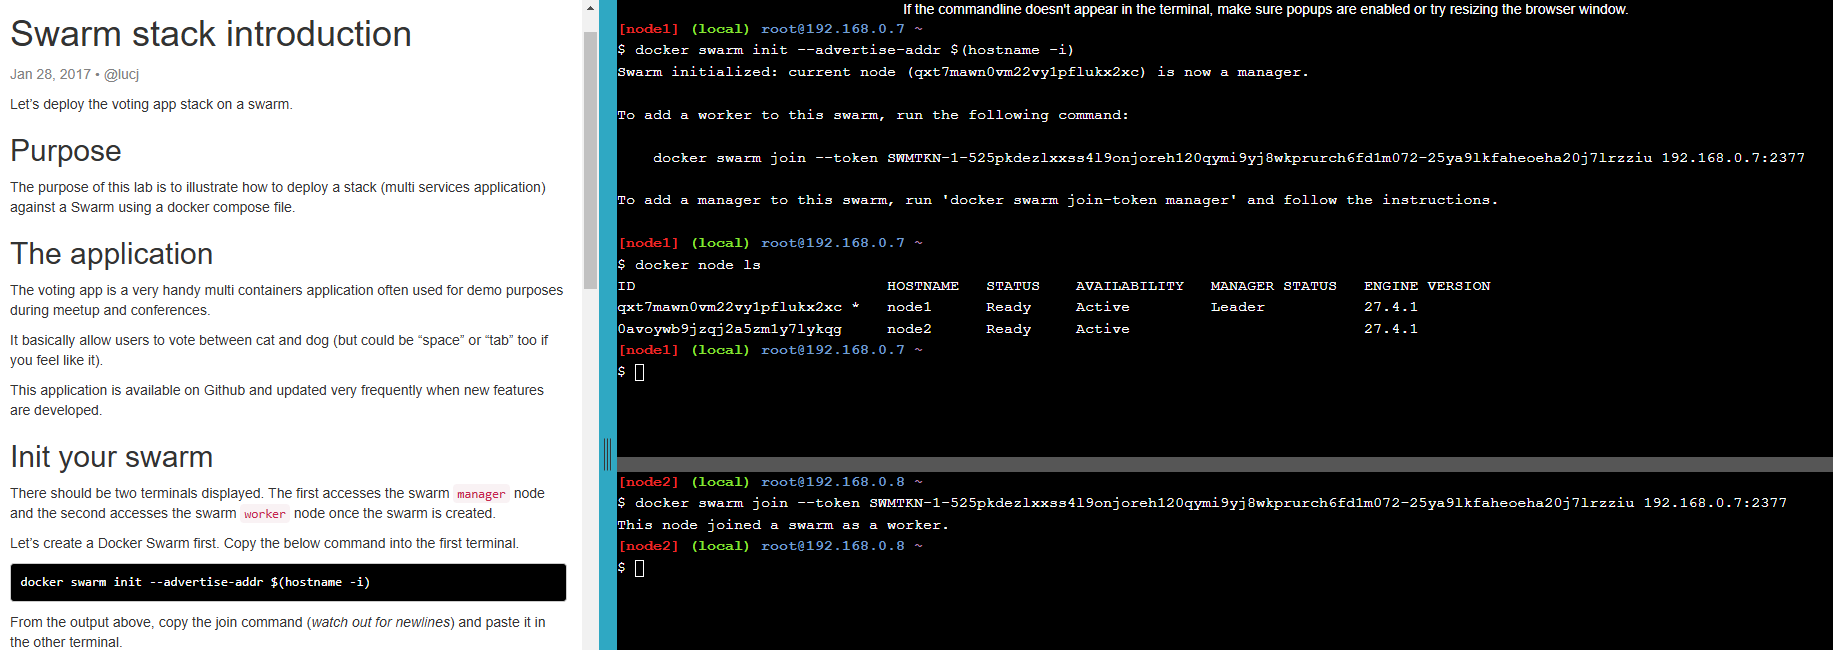 Swarm stack introduction
Jan 28, 2017 • @lucj
Let's deploy the voting app stack on a swarm.
Purpose
The purpose of this lab is to illustrate how to deploy a stack (multi services application)
against a Swarm using a docker compose file.
The application
The voting app is a very handy multi containers application often used for demo purposes
during meetup and conferences.
It basically allow users to vote between cat and dog (but could be “space” or “tab” too if
you feel like it).
This application is available on Github and updated very frequently when new features
are developed.
Init your swarm
There should be two terminals displayed. The first accesses the swarm manager node
and the second accesses the swarm worker node once the swarm is created.
Let's create a Docker Swarm first. Copy the below command into the first terminal.
docker swarm init --advertise-addr $(hostname -i)
From the output above, copy the join command (watch out for newlines) and paste it in
the other terminal.
If the commandline doesn't appear in the terminal, make sure popups are enabled or try resizing the browser window.
[node1] (local) root@192.168.0.7 ~
$ docker swarm init --advertise-addr $(hostname -i)
Swarm initialized: current node (qxt7mawn0vm22vy1pflukx2xc) is now a manager.
To add a worker to this swarm, run the following command:
docker swarm join --token SWMTKN-1-525pkdezlxxss4l9onjoreh120qymi9yj8wkprurch6fd1m072-25ya9lkfaheoeha20j7lrzziu 192.168.0.7:2377
To add a manager to this swarm, run 'docker swarm join-token manager' and follow the instructions.
[node1] (local) root@192.168.0.7 ~
$ docker node ls
ID HOSTNAME STATUS AVAILABILITY MANAGER STATUS ENGINE VERSION
qxt7mawn0vm22vy1pflukx2xc * node1 Ready Active Leader 27.4.1
0avoywb9jzqj2a5zm1y7lykqg node2 Ready Active 27.4.1
[node1] (local) root@192.168.0.7 ~
$
[node2] (local) root@192.168.0.8 ~
$ docker swarm join --token SWMTKN-1-525pkdezlxxss4l9onjoreh120qymi9yj8wkprurch6fd1m072-25ya9lkfaheoeha20j7lrzziu 192.168.0.7:2377
This node joined a swarm as a worker.
[node2] (local) root@192.168.0.8 ~
$